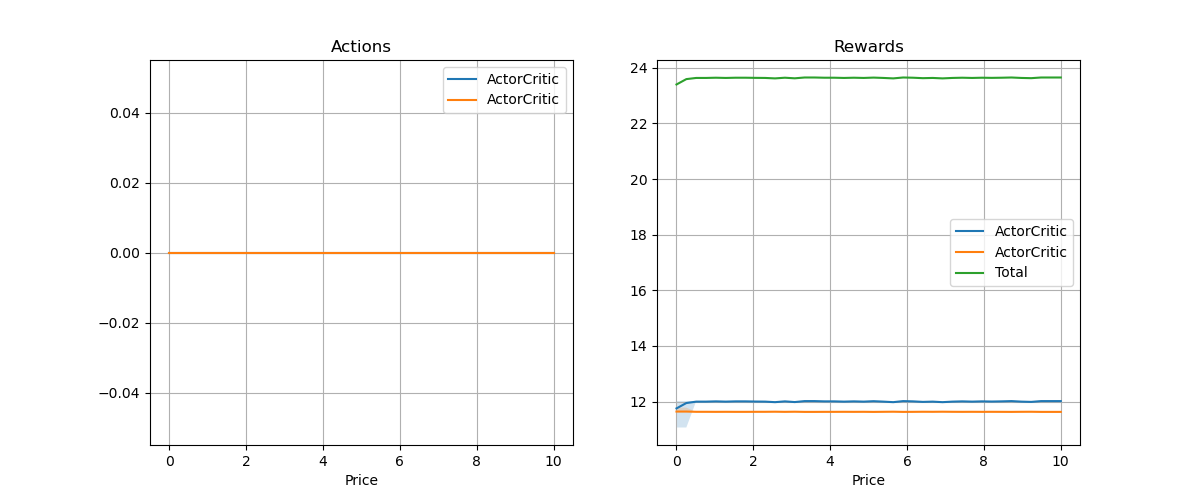 Actions
ActorCritic
ActorCritic
0.04
0.02
0.00
−0.02
−0.04
0 2 4 6 8 10
Price
Rewards
24
22
20
18
16
14
12
ActorCritic
ActorCritic
Total
0 2 4 6 8 10
Price